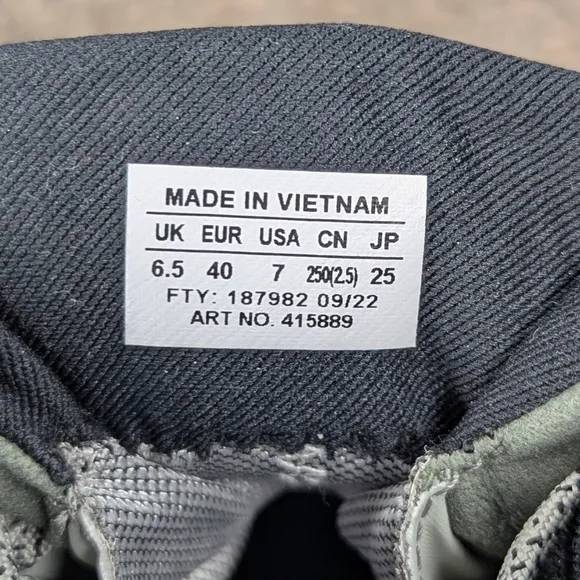 MADE IN VIETNAM
UK EUR USA CN JP
6.5 40 7 250(2.5) 25
FTY: 187982 09/22
ART NO. 415889